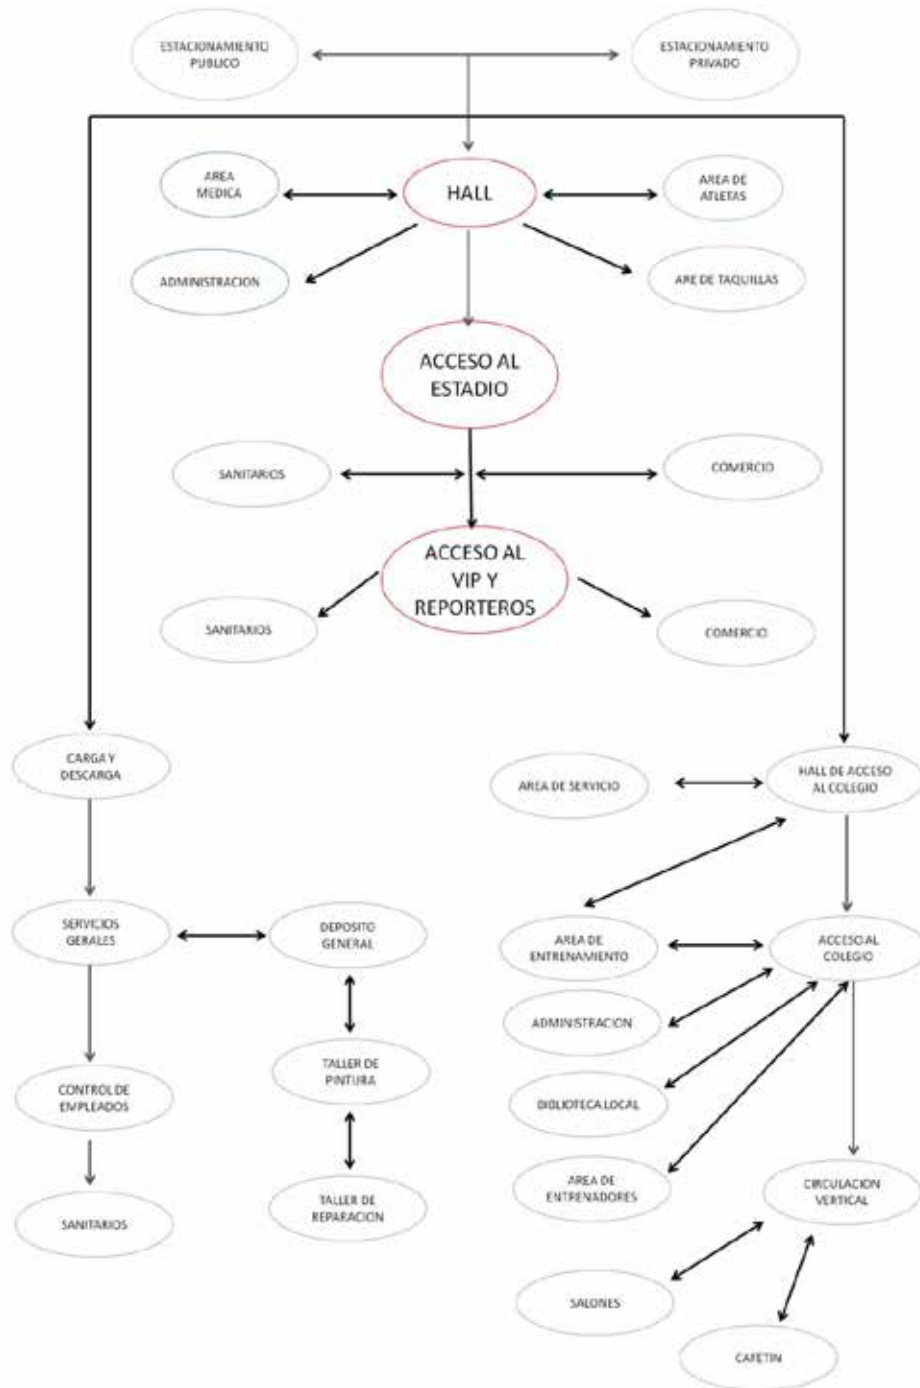 ESTACIONAMIENTO
PUBLICO
ESTACIONAMIENTO
PRIVADO
AREA
MEDICA
HALL
AREA DE
ATLETAS
ADMINISTRACION
ARE DE TAQUILLAS
ACCESO AL
ESTADIO
SANITARIOS
COMERCIO
ACCESO AL
VIP Y
REPORTEROS
SANITARIOS
COMERCIO
CARGA Y
DESCARGA
AREA DE SERVICIO
HALL DE ACCESO
AL COLEGIO
SERVICIOS
GERALES
DEPOSITO
GENERAL
AREA DE
ENTRENAMIENTO
ACCESO AL
COLEGIO
ADMINISTRACION
CONTROL DE
EMPLEADOS
TALLER DE
PINTURA
BIBLIOTECA LOCAL
SANITARIOS
TALLER DE
REPARACION
AREA DE
ENTRENADORES
CIRCULACION
VERTICAL
SALONES
CAFETIN